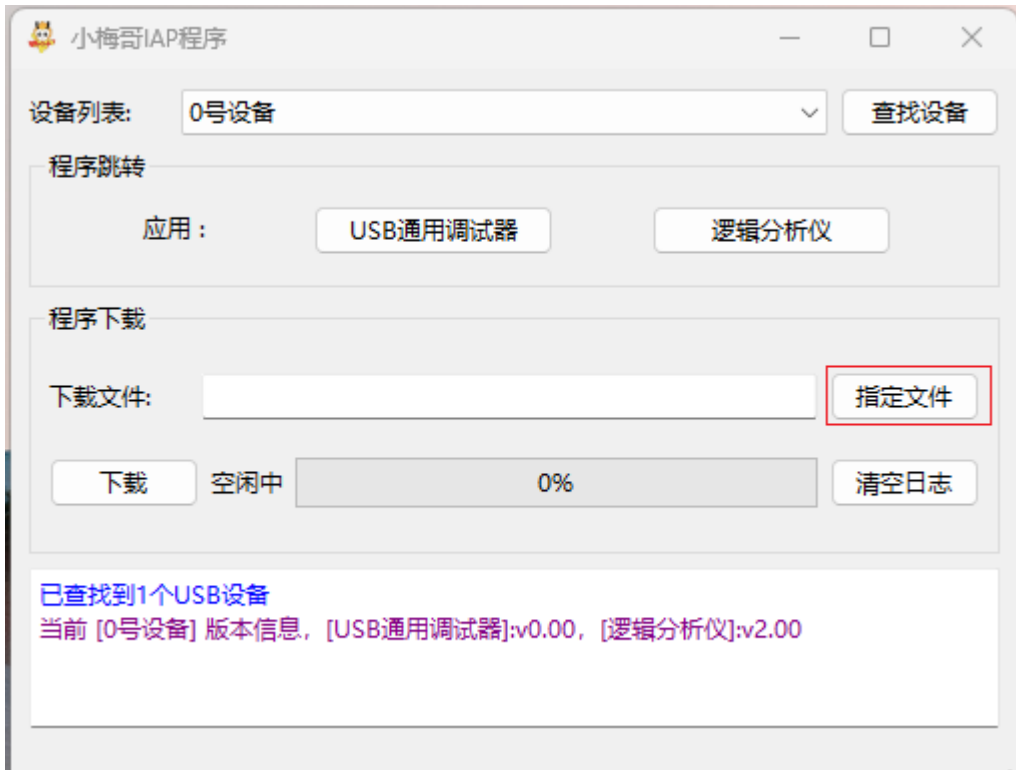 小梅哥IAP程序
设备列表: 0号设备 查找设备
程序跳转
应用： USB通用调试器 逻辑分析仪
程序下载
下载文件: 指定文件
下载 空闲中 0% 清空日志
已查找到1个USB设备
当前 [0号设备] 版本信息，[USB通用调试器]:v0.00，[逻辑分析仪]:v2.00